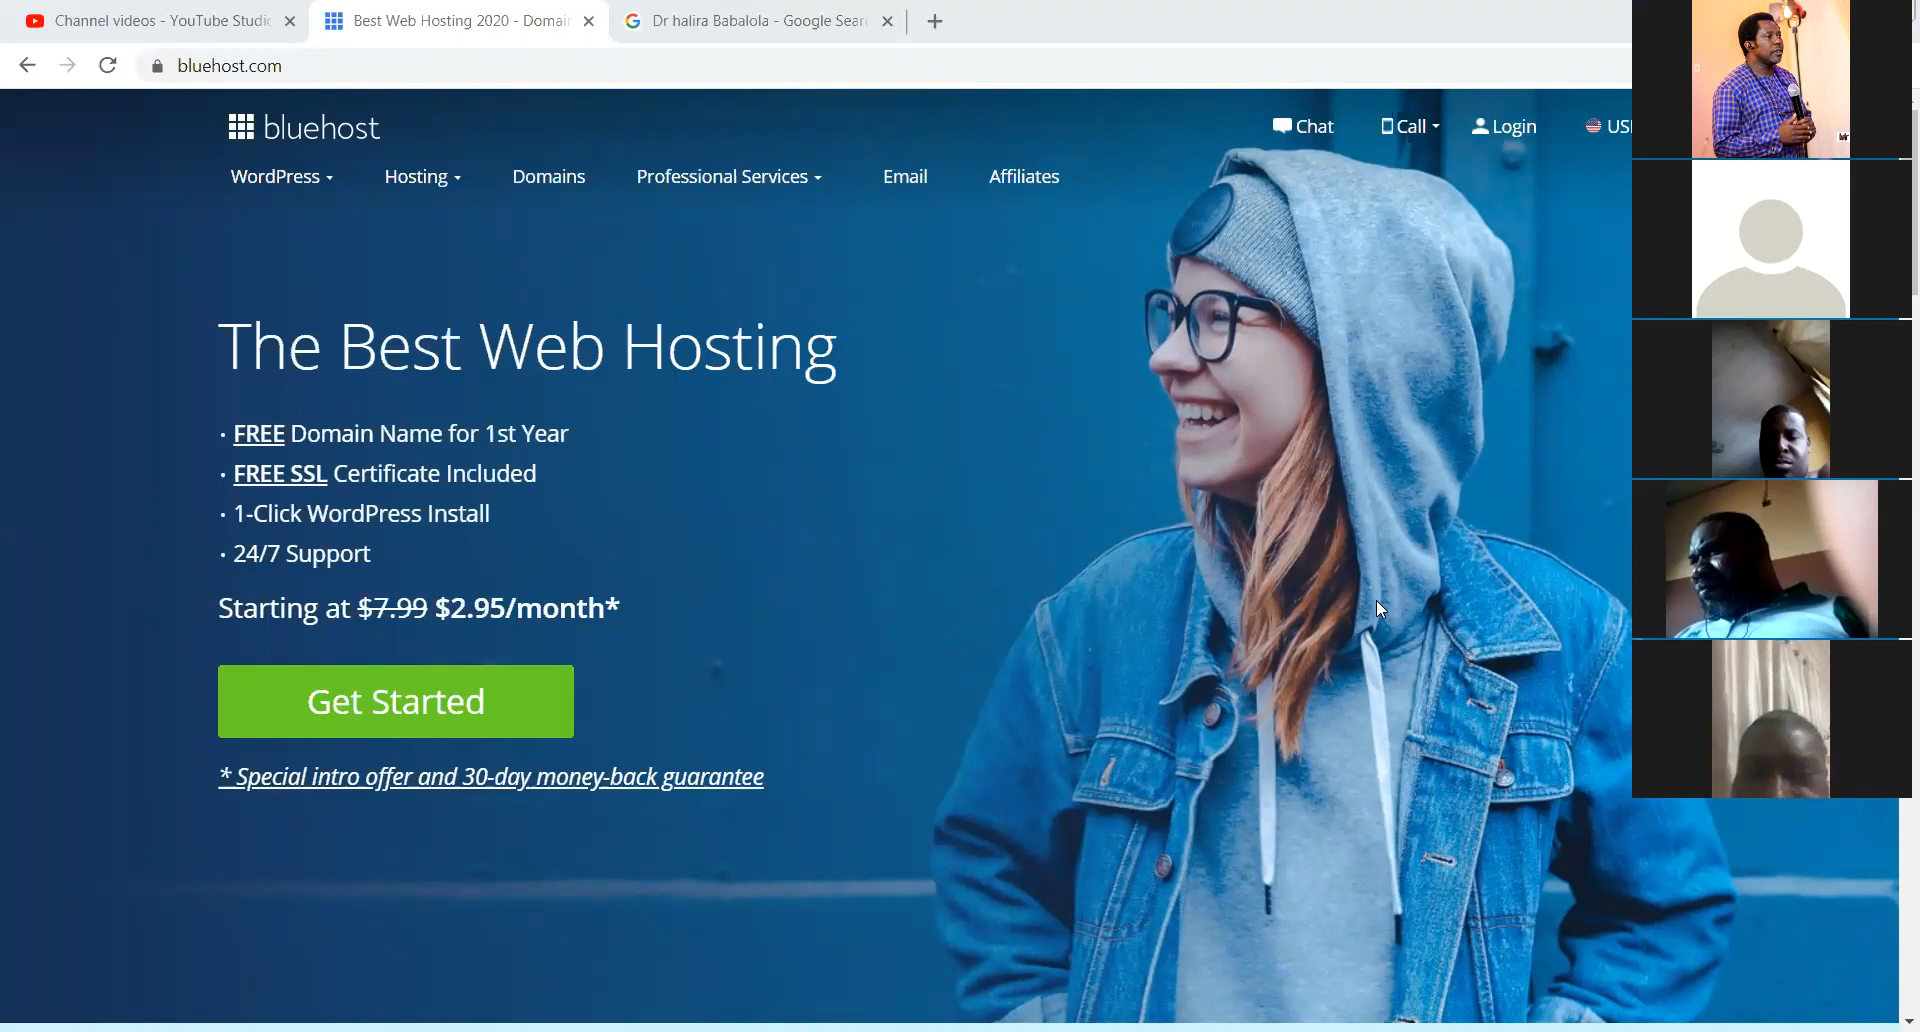 Channel videos - YouTube Studio
Best Web Hosting 2020 - Domain
Dr halira Babalola - Google Sear
bluehost.com
bluehost
Chat
Call
Login
US
WordPress
Hosting
Domains
Professional Services
Email
Affiliates
The Best Web Hosting
· FREE Domain Name for 1st Year
· FREE SSL Certificate Included
· 1-Click WordPress Install
· 24/7 Support
Starting at $7.99 $2.95/month*
Get Started
* Special intro offer and 30-day money-back guarantee